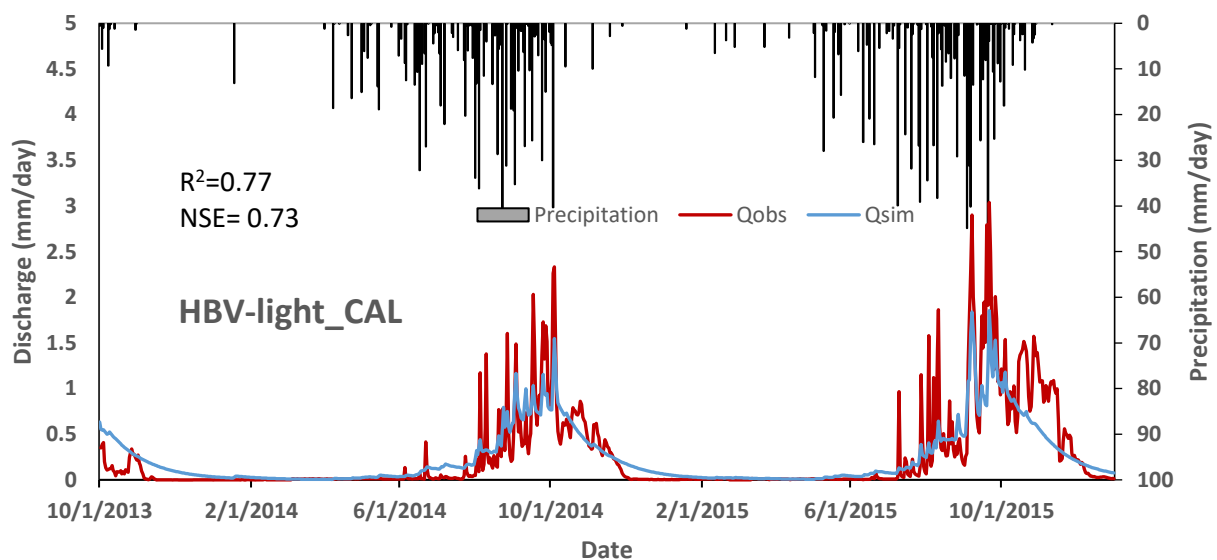 5
4.5
4
3.5
3
2.5
2
1.5
1
0.5
0
Discharge (mm/day)
0
10
20
30
40
50
60
70
80
90
100
Precipitation (mm/day)
R²=0.77
NSE= 0.73
Precipitation Qobs Qsim
HBV-light_CAL
10/1/2013 2/1/2014 6/1/2014 10/1/2014 2/1/2015 6/1/2015 10/1/2015
Date